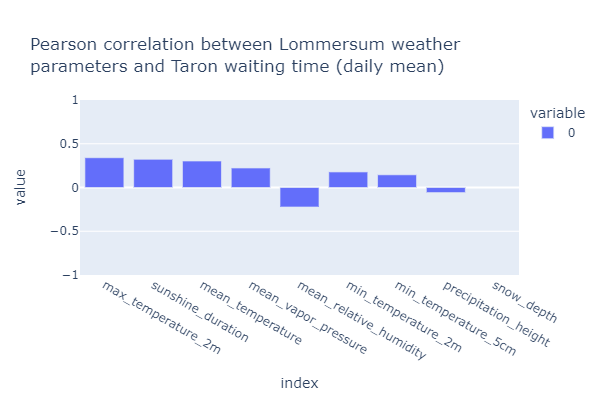 Pearson correlation between Lommersum weather
parameters and Taron waiting time (daily mean)
variable
0
1
0.5
0
−0.5
−1
value
max_temperature_2m
sunshine_duration
mean_temperature
mean_vapor_pressure
mean_relative_humidity
min_temperature_2m
min_temperature_5cm
precipitation_height
snow_depth
index